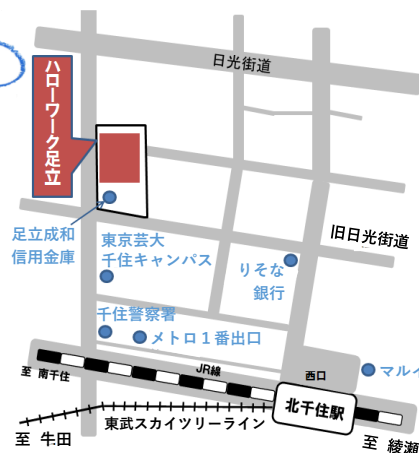 日光街道
ハローワーク足立
足立成和
信用金庫
東京芸大
千住キャンパス
旧日光街道
りそな
銀行
千住警察署
メトロ1番出口
至 南千住
JR線
西口
マルイ
北千住駅
東武スカイツリーライン
至 牛田
至 綾瀬